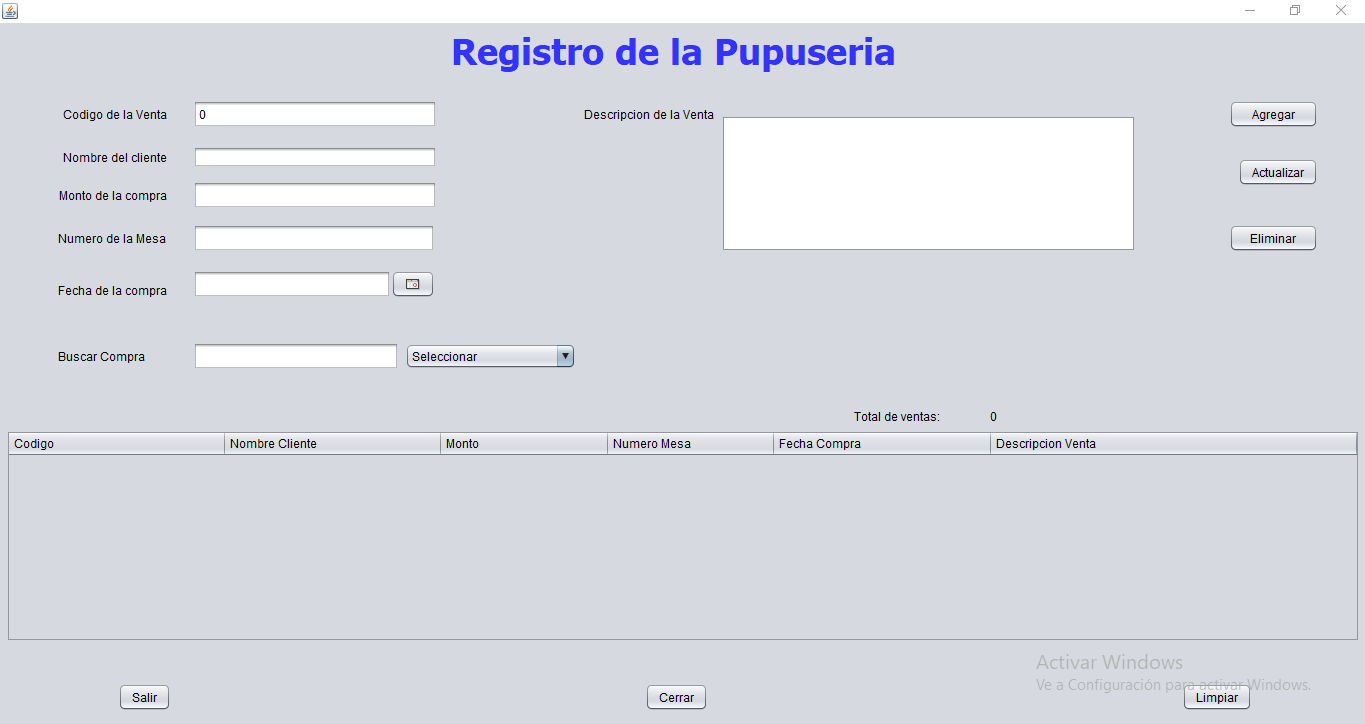 Registro de la Pupuseria
Codigo de la Venta
0
Descripcion de la Venta
Agregar
Nombre del cliente
Actualizar
Monto de la compra
Numero de la Mesa
Eliminar
Fecha de la compra
Buscar Compra
Seleccionar
Total de ventas: 0
Codigo Nombre Cliente Monto Numero Mesa Fecha Compra Descripcion Venta
Activar Windows
Ve a Configuración para activar Windows.
Salir
Cerrar
Limpiar